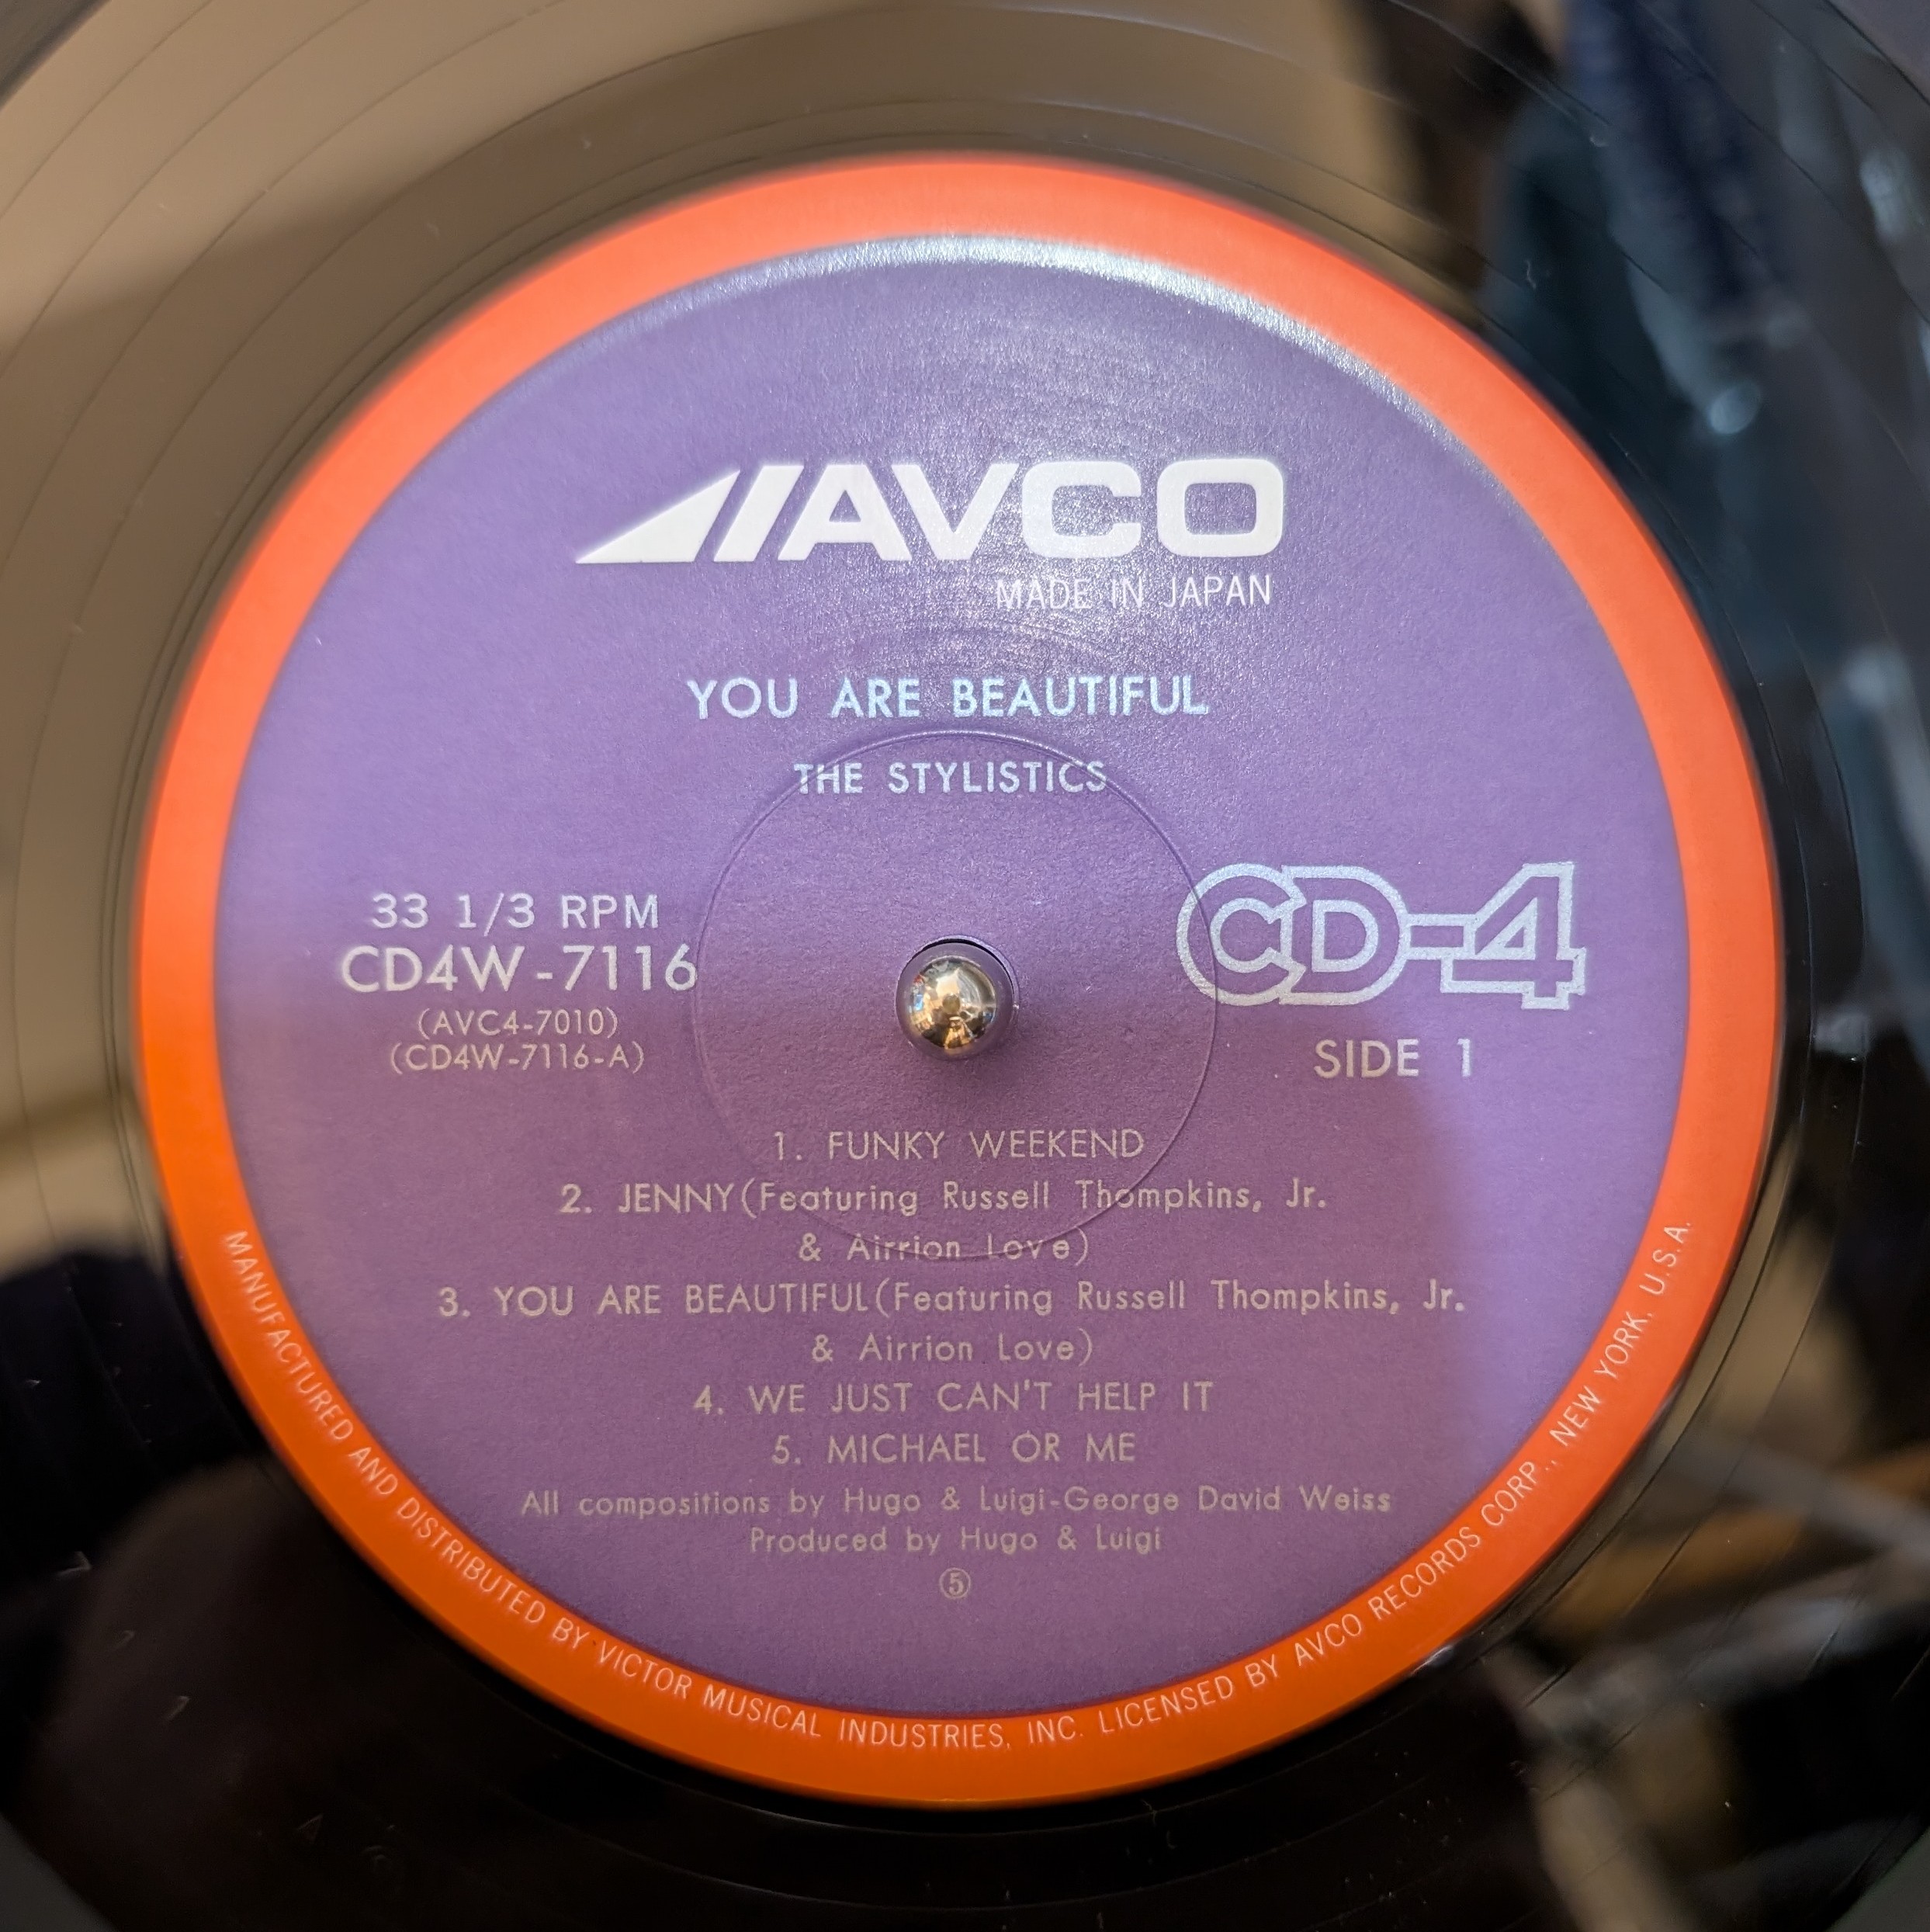 AVCO
MADE IN JAPAN
YOU ARE BEAUTIFUL
THE STYLISTICS
33 1/3 RPM
CD4W-7116
(AVC4-7010)
(CD4W-7116-A)
CD-4
SIDE 1
1. FUNKY WEEKEND
2. JENNY(Featuring Russell Thompkins, Jr.
& Airrion Love)
3. YOU ARE BEAUTIFUL(Featuring Russell Thompkins, Jr.
& Airrion Love)
4. WE JUST CAN'T HELP IT
5. MICHAEL OR ME
All compositions by Hugo & Luigi-George David Weiss
Produced by Hugo & Luigi
⑤
MANUFACTURED AND DISTRIBUTED BY VICTOR MUSICAL INDUSTRIES, INC. LICENSED BY AVCO RECORDS CORP., NEW YORK, U.S.A.